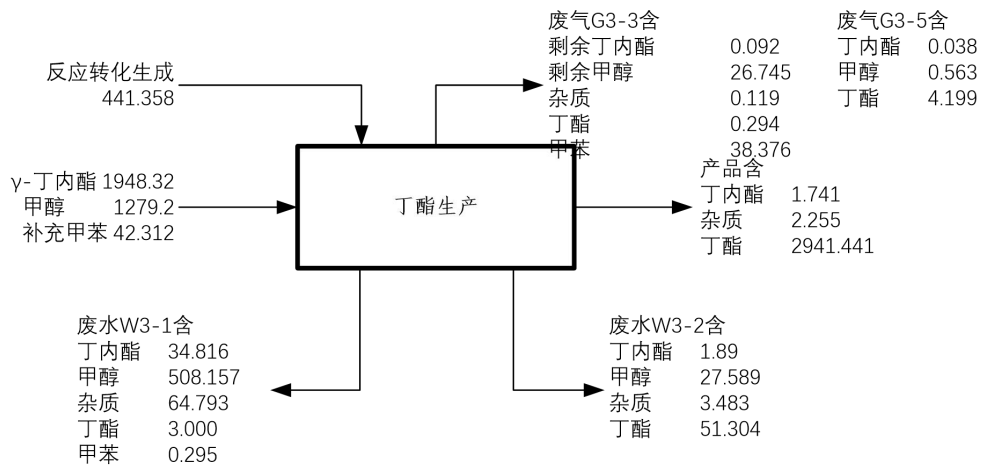 反应转化生成
441.358
γ-丁内酯 1948.32
甲醇 1279.2
补充甲苯 42.312
丁酯生产
废气G3-3含
剩余丁内酯 0.092
剩余甲醇 26.745
杂质 0.119
丁酯 0.294
甲苯 38.376
废气G3-5含
丁内酯 0.038
甲醇 0.563
丁酯 4.199
产品含
丁内酯 1.741
杂质 2.255
丁酯 2941.441
废水W3-1含
丁内酯 34.816
甲醇 508.157
杂质 64.793
丁酯 3.000
甲苯 0.295
废水W3-2含
丁内酯 1.89
甲醇 27.589
杂质 3.483
丁酯 51.304